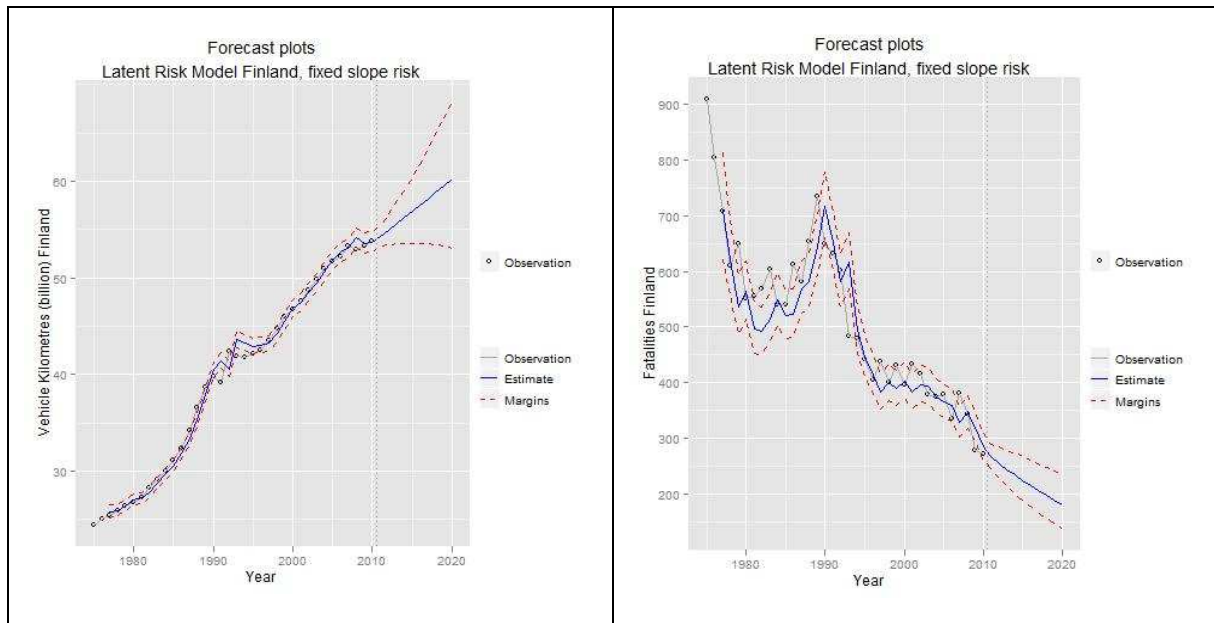 Forecast plots
Latent Risk Model Finland, fixed slope risk
Vehicle Kilometres (billion) Finland
60
50
40
30
1980
1990
2000
2010
2020
Year
Observation
Observation
Estimate
Margins
Forecast plots
Latent Risk Model Finland, fixed slope risk
Fatalities Finland
900
800
700
600
500
400
300
200
1980
1990
2000
2010
2020
Year
Observation
Observation
Estimate
Margins